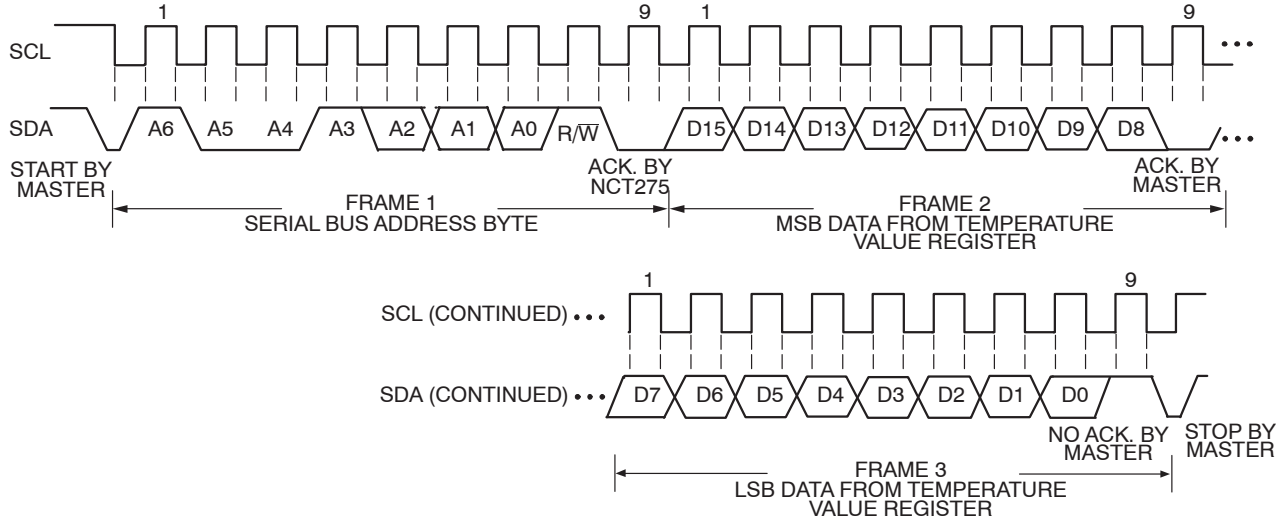 1 9 1 9
SCL
SDA A6 A5 A4 A3 A2 A1 A0 R/W̅ D15 D14 D13 D12 D11 D10 D9 D8
START BY
MASTER
ACK. BY
NCT275
ACK. BY
MASTER
FRAME 1
SERIAL BUS ADDRESS BYTE
FRAME 2
MSB DATA FROM TEMPERATURE
VALUE REGISTER
1 9
SCL (CONTINUED)
SDA (CONTINUED) D7 D6 D5 D4 D3 D2 D1 D0
NO ACK. BY
MASTER
STOP BY
MASTER
FRAME 3
LSB DATA FROM TEMPERATURE
VALUE REGISTER